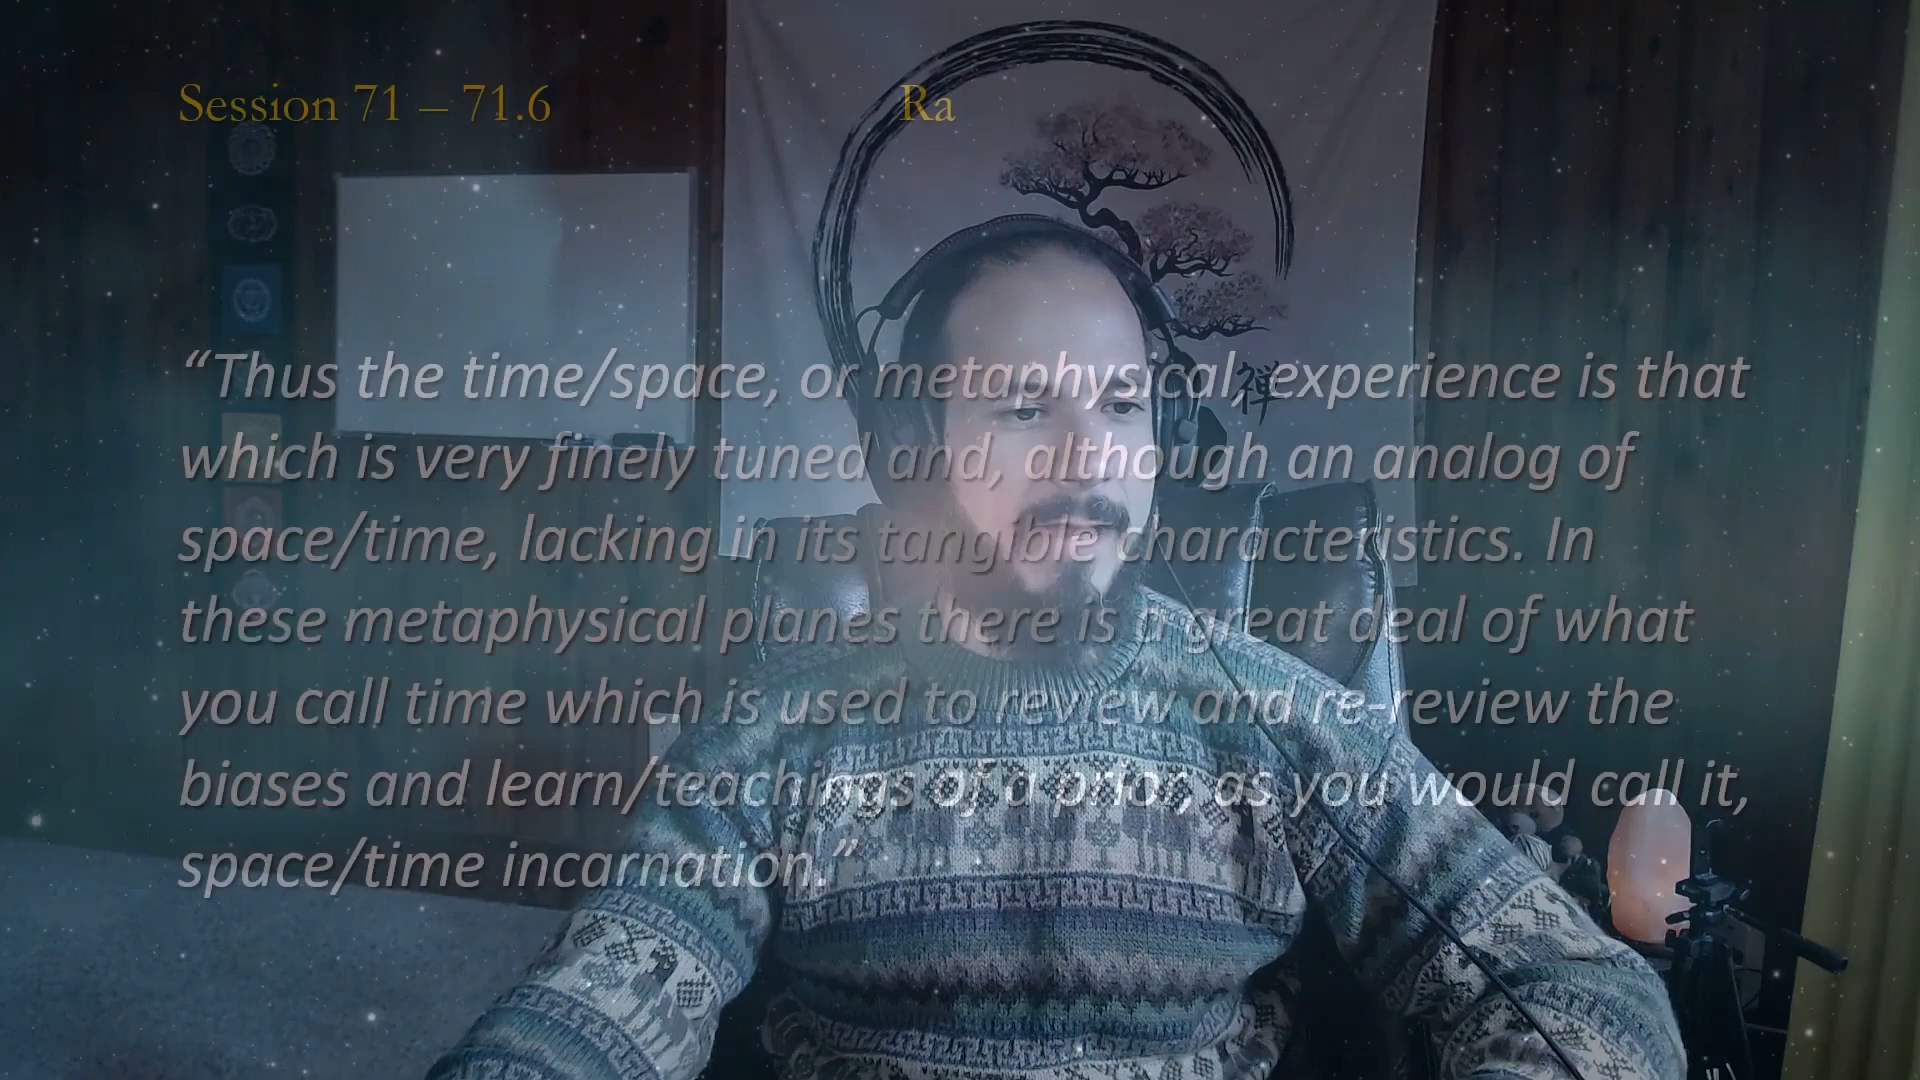 Session 71 – 71.6
Ra
“Thus the time/space, or metaphysical, experience is that
which is very finely tuned and, although an analog of
space/time, lacking in its tangible characteristics. In
these metaphysical planes there is a great deal of what
you call time which is used to review and re-review the
biases and learn/teachings of a prior, as you would call it,
space/time incarnation.”
禅